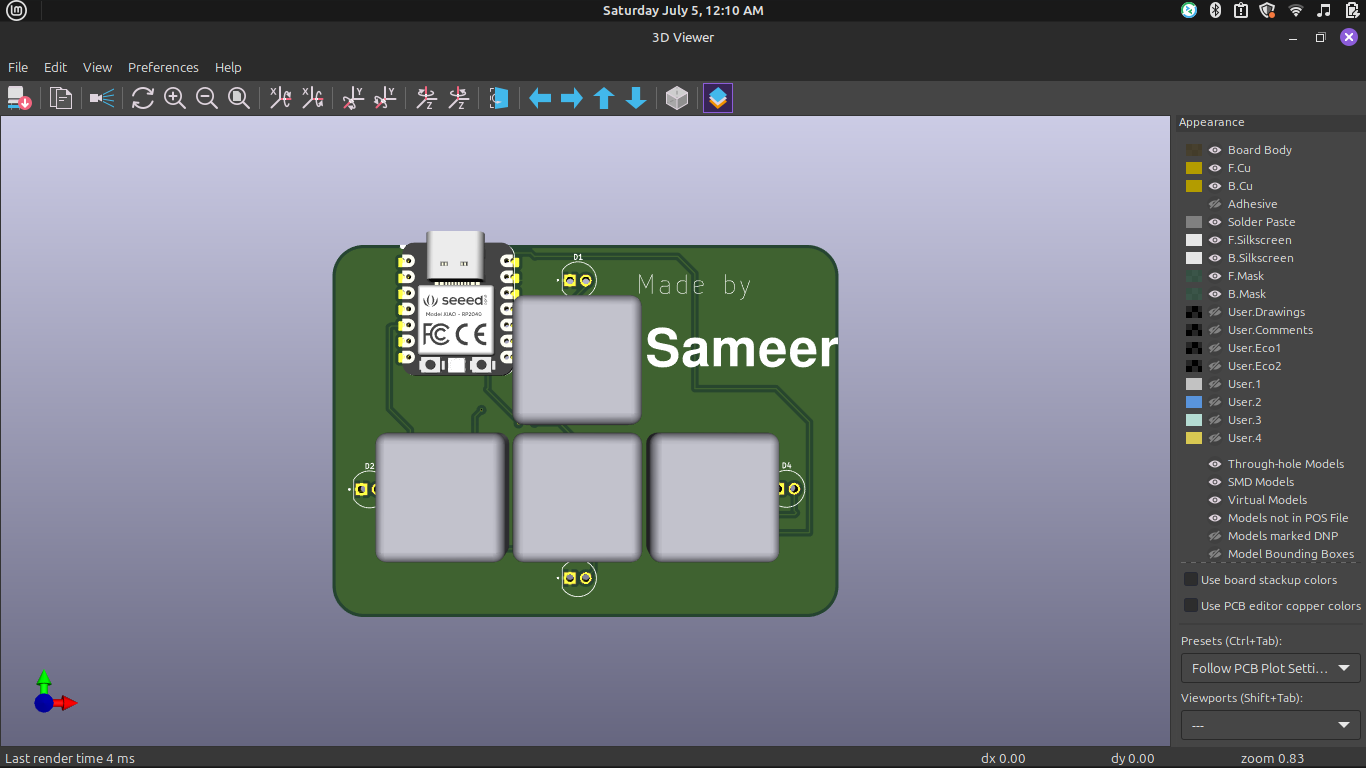 Saturday July 5, 12:10 AM
3D Viewer
File Edit View Preferences Help
Appearance
Board Body
F.Cu
B.Cu
Adhesive
Solder Paste
F.Silkscreen
B.Silkscreen
F.Mask
B.Mask
User.Drawings
User.Comments
User.Eco1
User.Eco2
User.1
User.2
User.3
User.4
Through-hole Models
SMD Models
Virtual Models
Models not in POS File
Models marked DNP
Model Bounding Boxes
Use board stackup colors
Use PCB editor copper colors
Presets (Ctrl+Tab):
Follow PCB Plot Setti...
Viewports (Shift+Tab):
---
D1
Made by
Sameer
seeed
Model XIAO - RP2040
FC CE
D2
D4
Last render time 4 ms
dx 0.00
dy 0.00
zoom 0.83